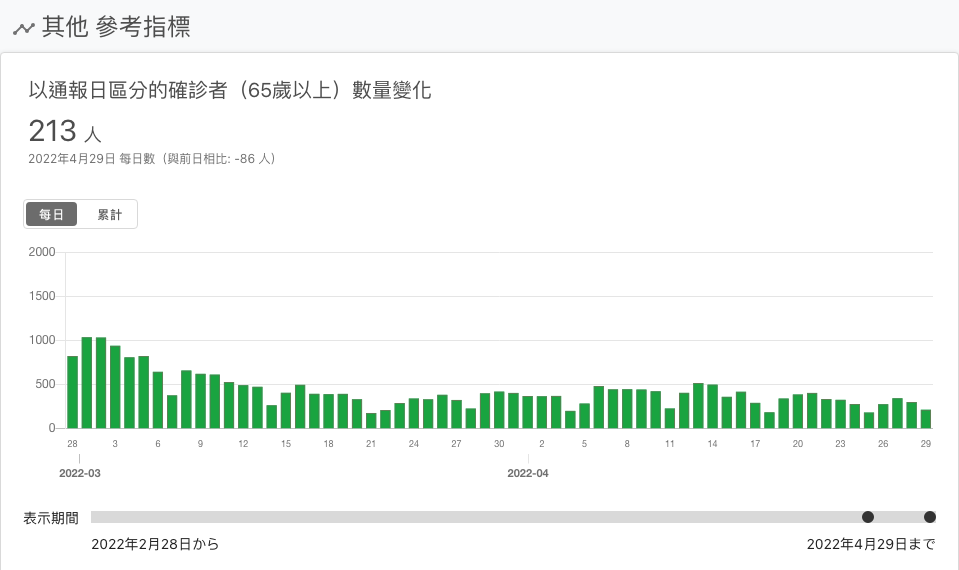 其他 參考指標
以通報日區分的確診者（65歲以上）數量變化
213 人
2022年4月29日 每日數（與前日相比: -86 人）
每日 累計
2000
1500
1000
500
0
28 3 6 9 12 15 18 21 24 27 30 2 5 8 11 14 17 20 23 26 29
2022-03 2022-04
表示期間
2022年2月28日から 2022年4月29日まで